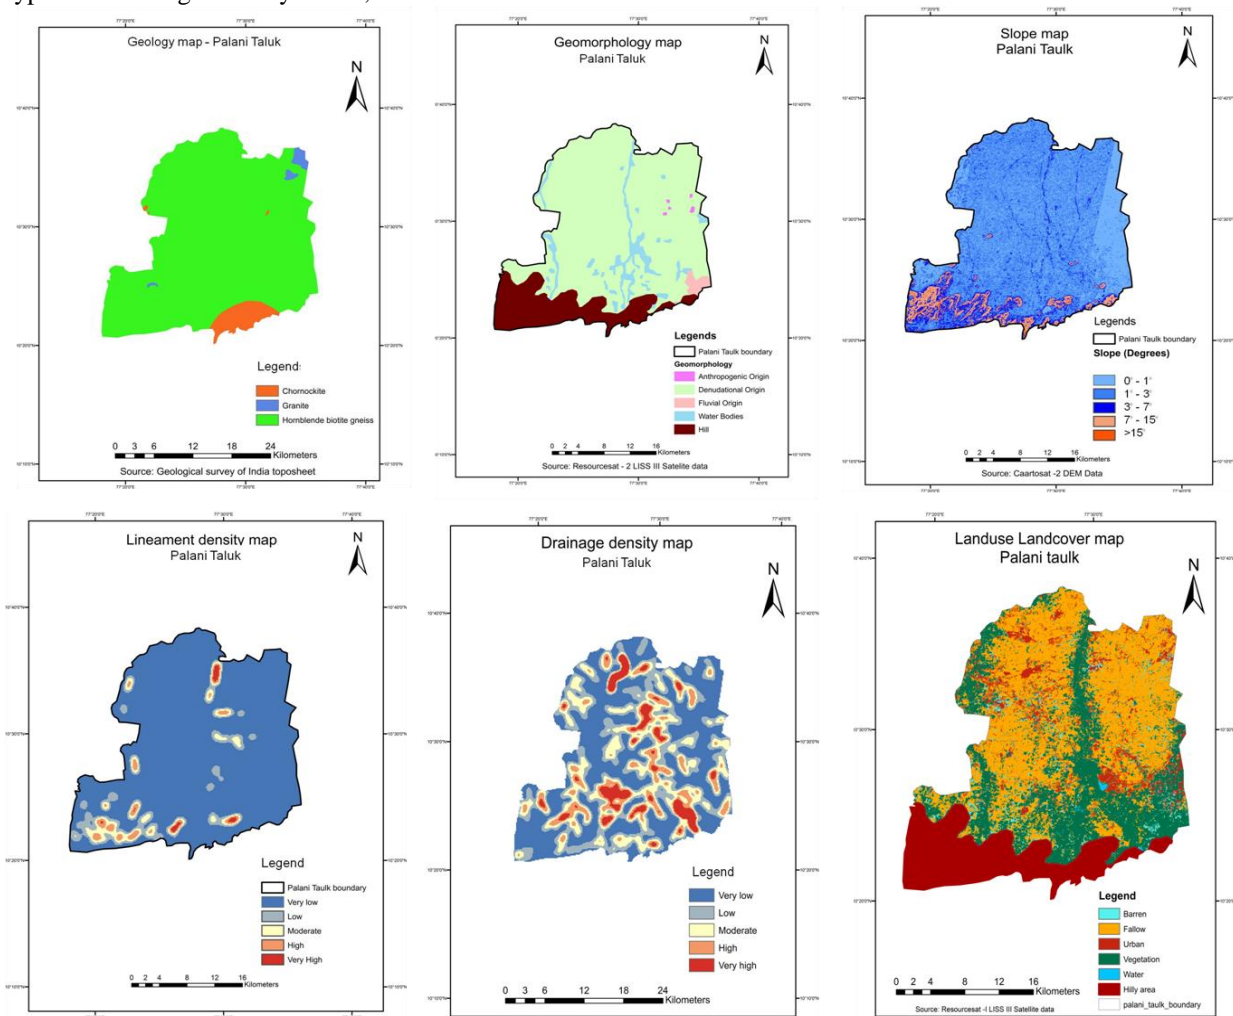 Geology map - Palani Taluk
N
Legend:
Chornockite
Granite
Hornblende biotite gneiss
0 3 6 12 18 24
Kilometers
Source: Geological survey of India toposheet
Geomorphology map
Palani Taluk
N
Legends
Palani Taulk boundary
Geomorphology
Anthropogenic Origin
Denudational Origin
Fluvial Origin
Water Bodies
Hill
0 2 4 8 12 16
Kilometers
Source: Resourcesat - 2 LISS III Satelite data
Slope map
Palani Taulk
N
Legends
Palani Taulk boundary
Slope (Degrees)
0° - 1°
1° - 3°
3° - 7°
7° - 15°
>15°
0 2 4 8 12 16
Kilometers
Source: Caartosat -2 DEM Data
Lineament density map
Palani Taluk
N
Legend
Palani Taulk boundary
Very low
Low
Moderate
High
Very High
0 2 4 8 12 16
Kilometers
Drainage density map
Palani Taluk
N
Legend
Very low
Low
Moderate
High
Very high
0 3 6 12 18 24
Kilometers
Landuse Landcover map
Palani taulk
N
Legend
Barren
Fallow
Urban
Vegetation
Water
Hilly area
palani_taulk_boundary
0 2 4 8 12 16
Kilometers
Source: Resourcesat -I LISS III Satellite data